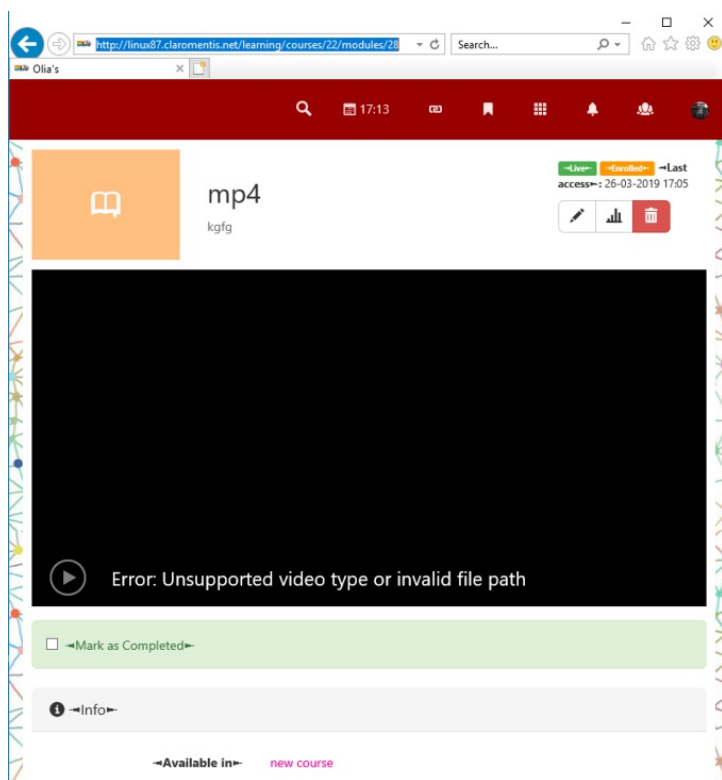 http://linux87.claromentis.net/learning/courses/22/modules/28
Search...
Olia's
17:13
mp4
kgfg
⊸Live⊷ ⊸Enrolled⊷ ⊸Last
access⊷: 26-03-2019 17:05
Error: Unsupported video type or invalid file path
⊸Mark as Completed⊷
⊸Info⊷
⊸Available in⊷ new course